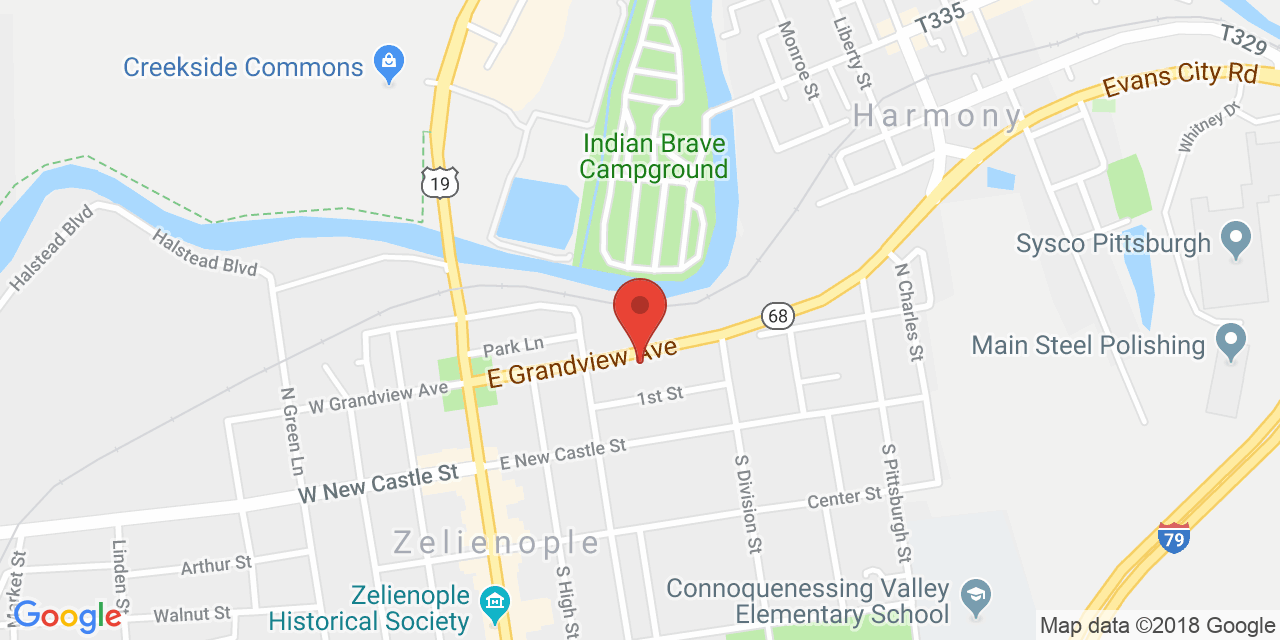 T335
T329
Monroe St
Liberty St
Evans City Rd
Creekside Commons
Harmony
Whitney Dr
Indian Brave
Campground
19
Halstead Blvd
Halstead Blvd
Sysco Pittsburgh
N Charles St
68
Main Steel Polishing
Park Ln
E Grandview Ave
W Grandview Ave
1st St
N Green Ln
E New Castle St
W New Castle St
S Division St
S Pittsburgh St
Center St
79
Zelienople
Linden St
Market St
Arthur St
S High St
Walnut St
Zelienople
Historical Society
Connoquenessing Valley
Elementary School
Google
Map data ©2018 Google